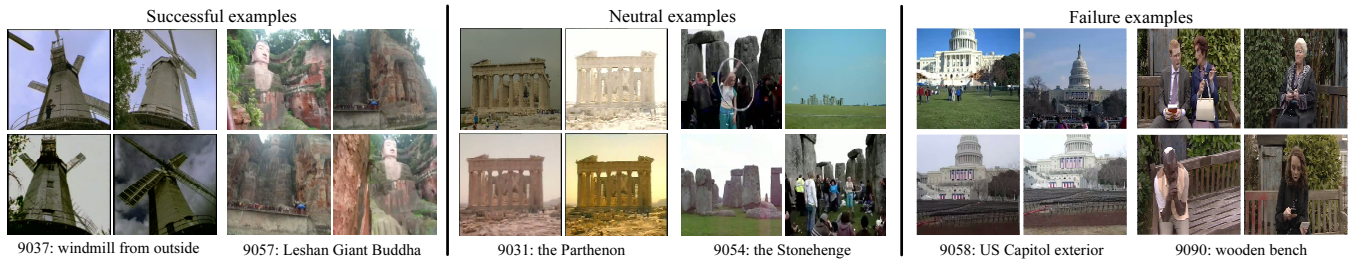 Successful examples
Neutral examples
Failure examples
9037: windmill from outside
9057: Leshan Giant Buddha
9031: the Parthenon
9054: the Stonehenge
9058: US Capitol exterior
9090: wooden bench